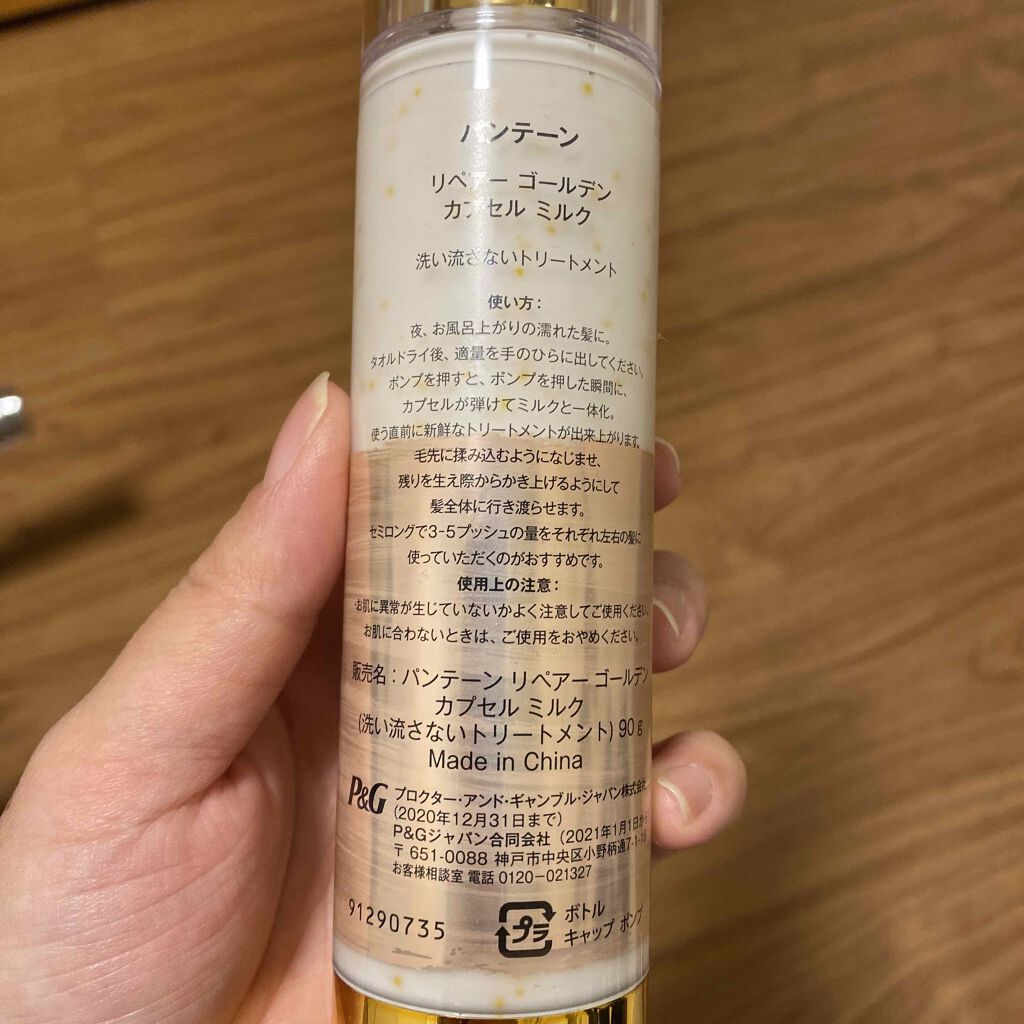 パンテーン
リペアー ゴールデン
カプセル ミルク
洗い流さないトリートメント
使い方：
夜、お風呂上がりの濡れた髪に。
タオルドライ後、適量を手のひらに出してください。
ポンプを押すと、ポンプを押した瞬間に、
カプセルが弾けてミルクと一体化。
使う直前に新鮮なトリートメントが出来上がります。
毛先に揉み込むようになじませ、
残りを生え際からかき上げるようにして
髪全体に行き渡らせます。
セミロングで3-5プッシュの量をそれぞれ左右の髪に
使っていただくのがおすすめです。
使用上の注意：
・お肌に異常が生じていないかよく注意してご使用ください。
お肌に合わないときは、ご使用をおやめください。
販売名：パンテーン リペアー ゴールデン
カプセル ミルク
(洗い流さないトリートメント) 90g
Made in China
P&G プロクター・アンド・ギャンブル・ジャパン株式会社
(2020年12月31日まで)
P&Gジャパン合同会社（2021年1月1日から
〒 651-0088 神戸市中央区小野柄通7-1-18
お客様相談室 電話 0120-021327
91290735
プラ
ボトル
キャップ ポンプ